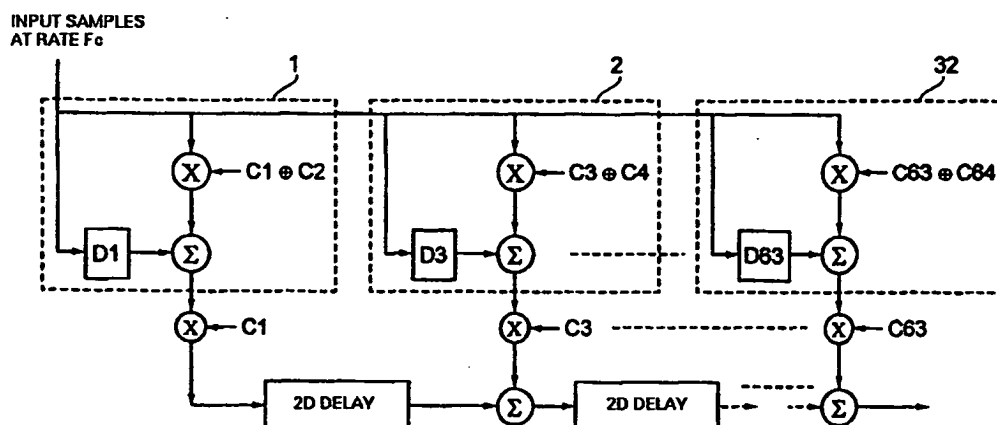 INPUT SAMPLES
AT RATE Fc
1
2
32
X
C1 ⊕ C2
X
C3 ⊕ C4
X
C63 ⊕ C64
D1
Σ
D3
Σ
D63
Σ
X
C1
X
C3
X
C63
2D DELAY
Σ
2D DELAY
Σ